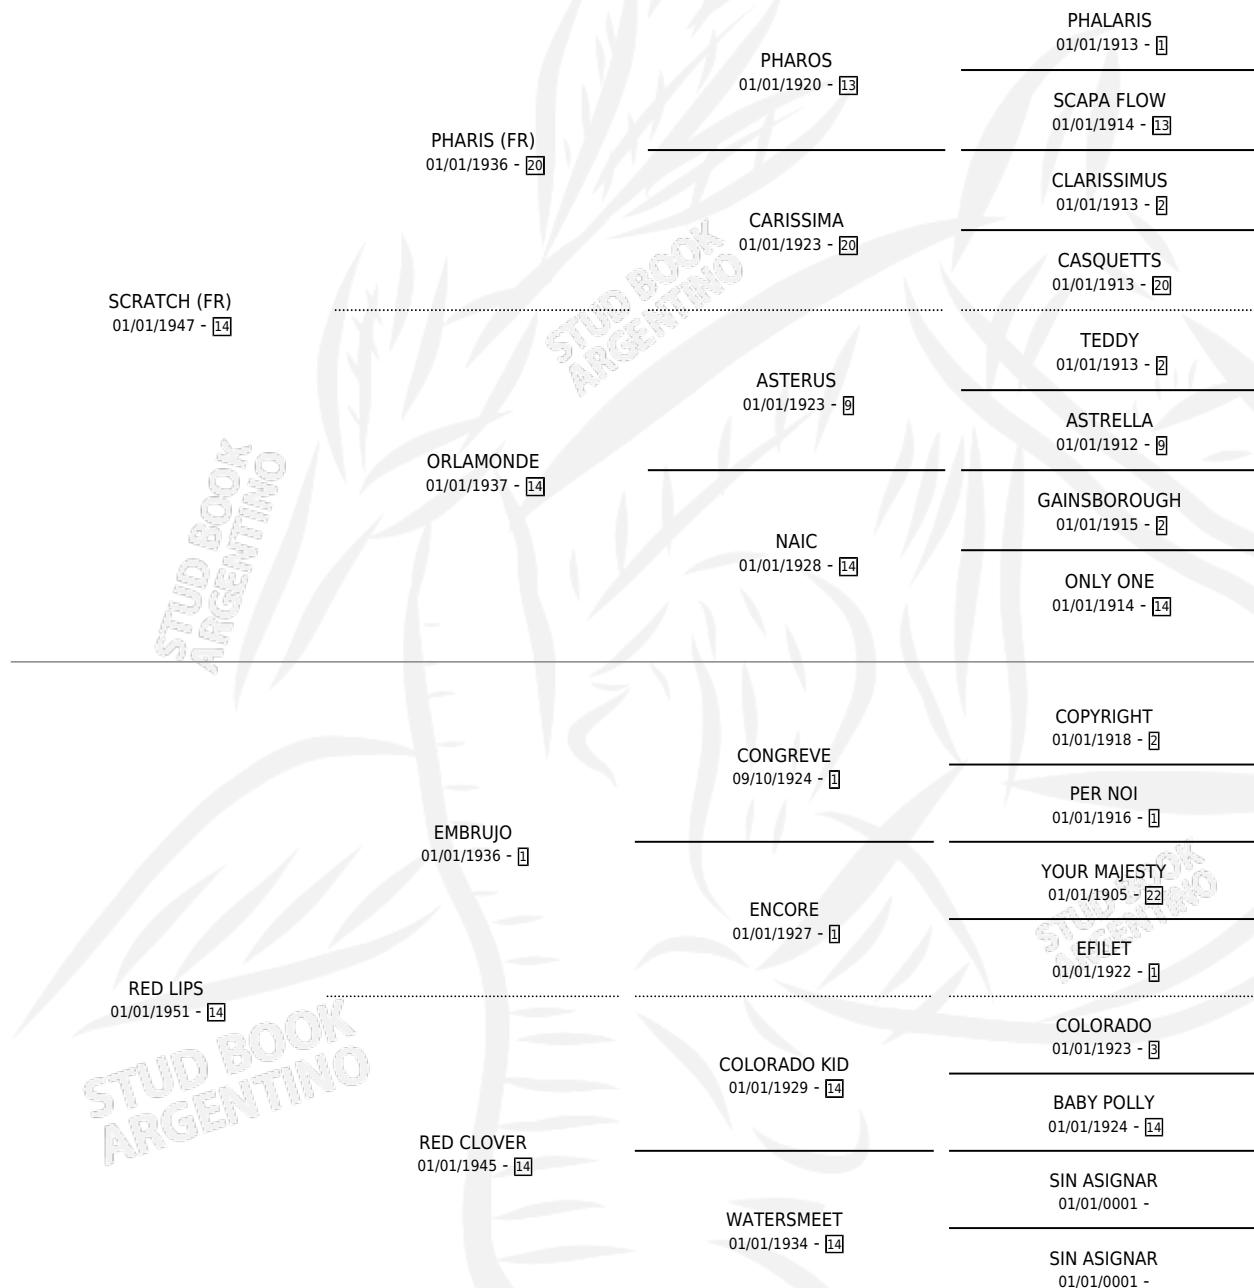 PHALARIS
01/01/1913 - 1
PHAROS
01/01/1920 - 13
SCAPA FLOW
01/01/1914 - 13
PHARIS (FR)
01/01/1936 - 20
CLARISSIMUS
01/01/1913 - 2
CARISSIMA
01/01/1923 - 20
CASQUETTS
01/01/1913 - 20
SCRATCH (FR)
01/01/1947 - 14
STUD BOOK
ARGENTINO
TEDDY
01/01/1913 - 2
ASTERUS
01/01/1923 - 9
ASTRELLA
01/01/1912 - 9
ORLAMONDE
01/01/1937 - 14
GAINSBOROUGH
01/01/1915 - 2
NAIC
01/01/1928 - 14
ONLY ONE
01/01/1914 - 14
STUD BOOK
ARGENTINO
COPYRIGHT
01/01/1918 - 2
CONGREVE
09/10/1924 - 1
PER NOI
01/01/1916 - 1
EMBRUJO
01/01/1936 - 1
YOUR MAJESTY
01/01/1905 - 22
ENCORE
01/01/1927 - 1
EFILET
01/01/1922 - 1
STUD BOOK
ARGENTINO
RED LIPS
01/01/1951 - 14
COLORADO
01/01/1923 - 3
COLORADO KID
01/01/1929 - 14
BABY POLLY
01/01/1924 - 14
STUD BOOK
ARGENTINO
RED CLOVER
01/01/1945 - 14
SIN ASIGNAR
01/01/0001 -
WATERSMEET
01/01/1934 - 14
SIN ASIGNAR
01/01/0001 -